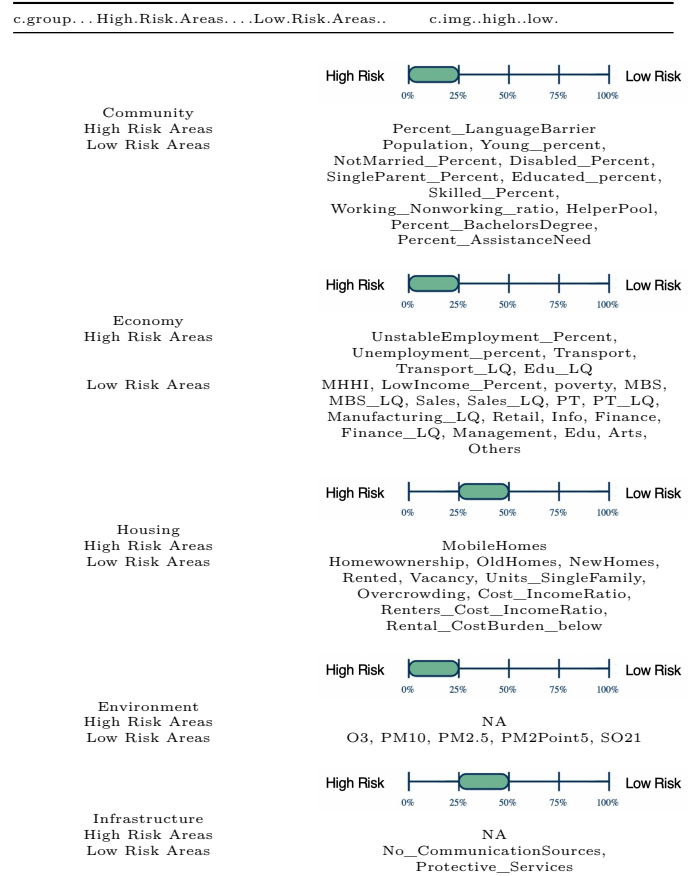 c.group...High.Risk.Areas....Low.Risk.Areas.. c.img..high..low.
High Risk Low Risk
0% 25% 50% 75% 100%
Community
High Risk Areas Percent_LanguageBarrier
Low Risk Areas Population, Young_percent,
NotMarried_Percent, Disabled_Percent,
SingleParent_Percent, Educated_percent,
Skilled_Percent,
Working_Nonworking_ratio, HelperPool,
Percent_BachelorsDegree,
Percent_AssistanceNeed
High Risk Low Risk
0% 25% 50% 75% 100%
Economy
High Risk Areas UnstableEmployment_Percent,
Unemployment_percent, Transport,
Transport_LQ, Edu_LQ
Low Risk Areas MHHI, LowIncome_Percent, poverty, MBS,
MBS_LQ, Sales, Sales_LQ, PT, PT_LQ,
Manufacturing_LQ, Retail, Info, Finance,
Finance_LQ, Management, Edu, Arts,
Others
High Risk Low Risk
0% 25% 50% 75% 100%
Housing
High Risk Areas MobileHomes
Low Risk Areas Homewownership, OldHomes, NewHomes,
Rented, Vacancy, Units_SingleFamily,
Overcrowding, Cost_IncomeRatio,
Renters_Cost_IncomeRatio,
Rental_CostBurden_below
High Risk Low Risk
0% 25% 50% 75% 100%
Environment
High Risk Areas NA
Low Risk Areas O3, PM10, PM2.5, PM2Point5, SO21
High Risk Low Risk
0% 25% 50% 75% 100%
Infrastructure
High Risk Areas NA
Low Risk Areas No_CommunicationSources,
Protective_Services